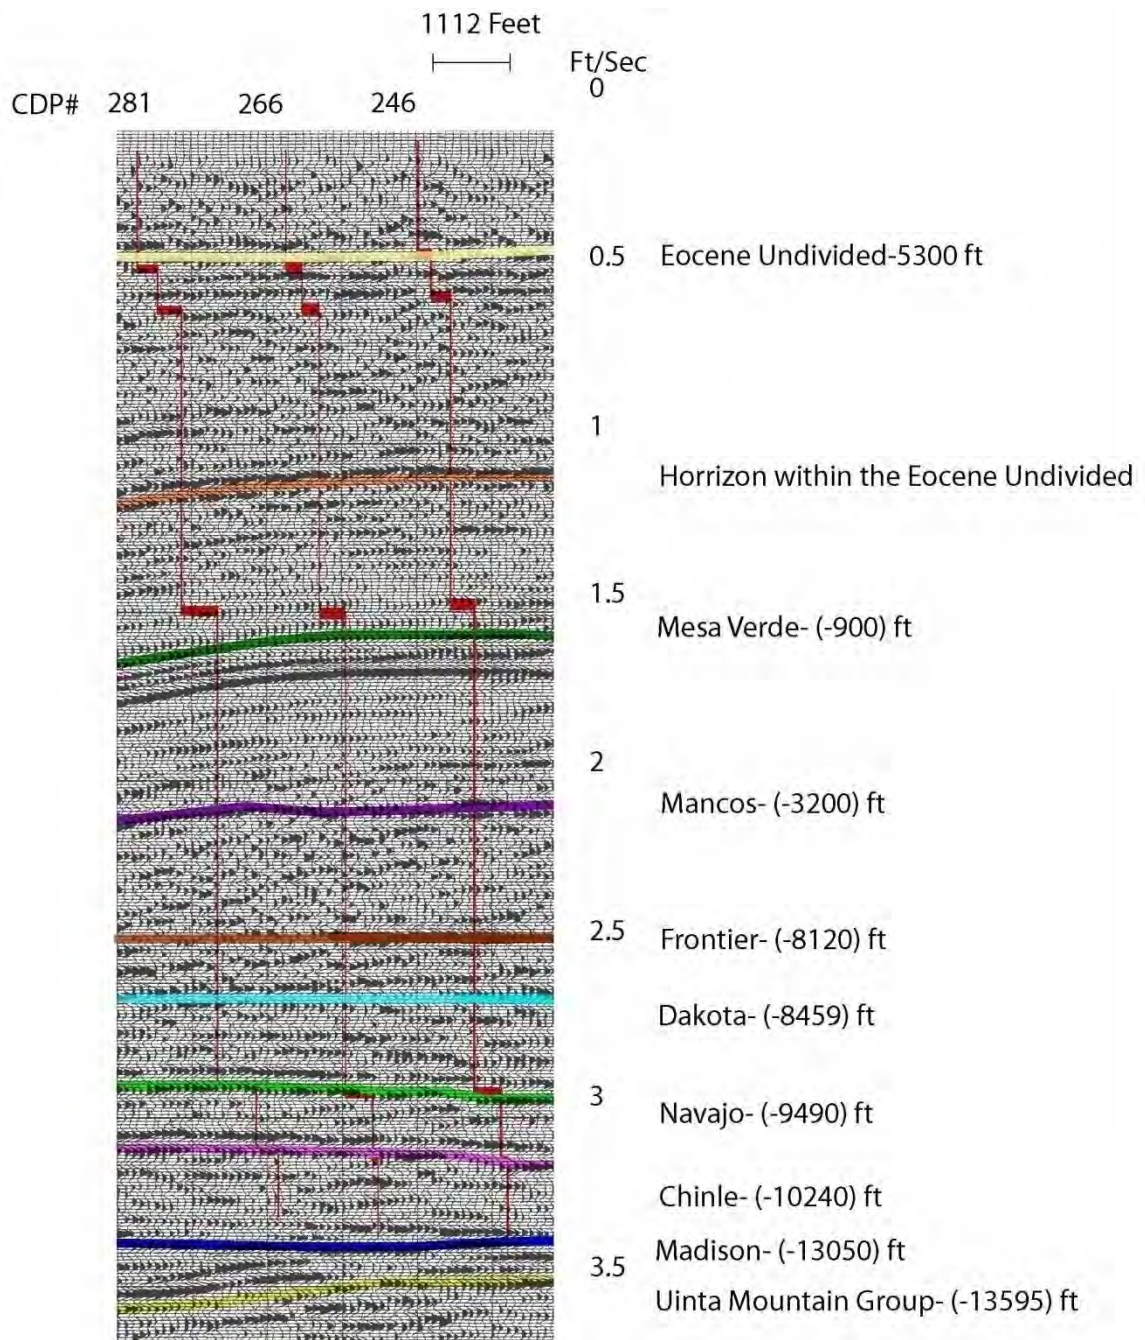 1112 Feet
Ft/Sec
0
CDP# 281 266 246
0.5 Eocene Undivided-5300 ft
1
Horrizon within the Eocene Undivided
1.5
Mesa Verde- (-900) ft
2
Mancos- (-3200) ft
2.5 Frontier- (-8120) ft
Dakota- (-8459) ft
3
Navajo- (-9490) ft
Chinle- (-10240) ft
Madison- (-13050) ft
3.5
Uinta Mountain Group- (-13595) ft